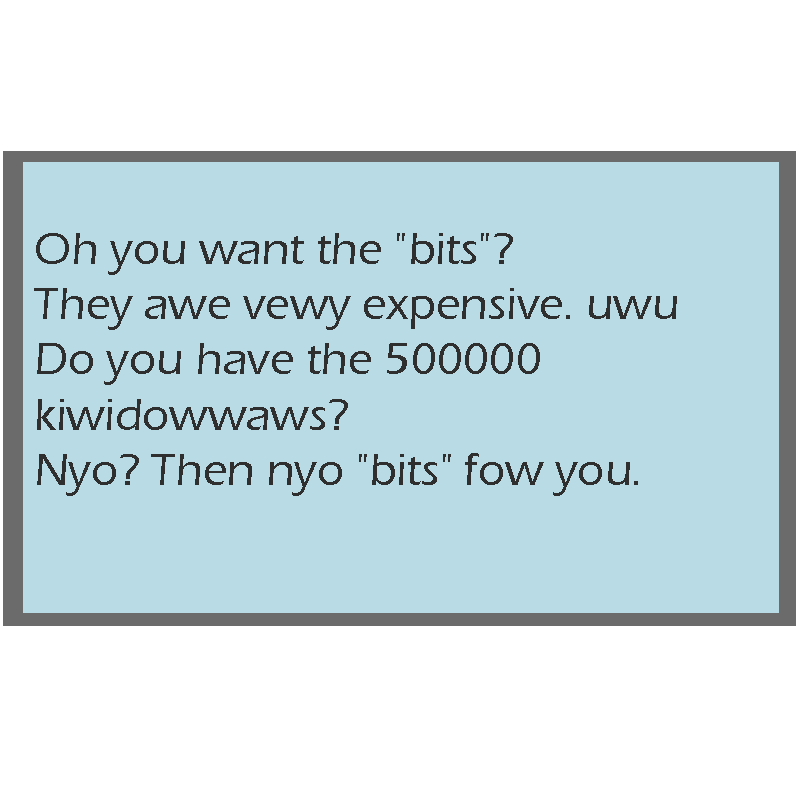 Oh you want the "bits"?
They awe vewy expensive. uwu
Do you have the 500000
kiwidowwaws?
Nyo? Then nyo "bits" fow you.